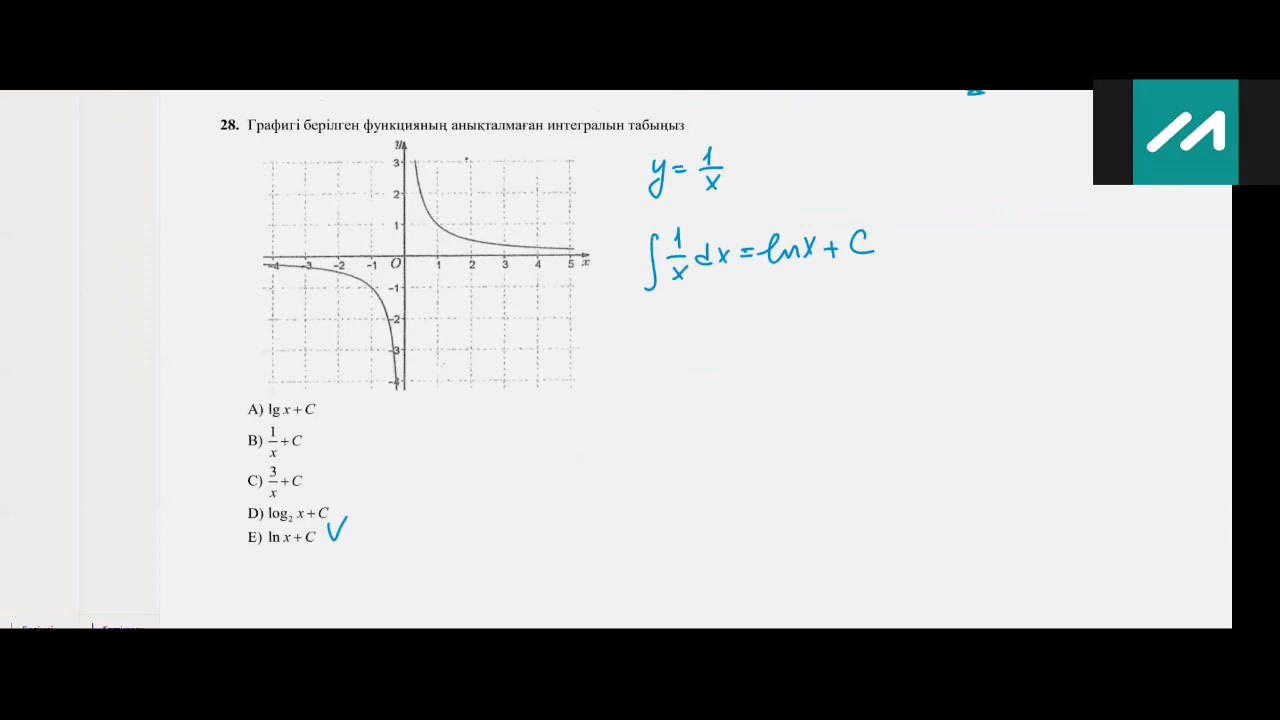 28. Графигі берілген функцияның анықталмаған интегралын табыңыз
y
3
2
1
-4 -3 -2 -1 O 1 2 3 4 5 x
-1
-2
-3
-4
A) lg x + C
B) 1/x + C
C) 3/x + C
D) log₂ x + C
E) ln x + C V
y = 1/x
∫ 1/x dx = ln x + C